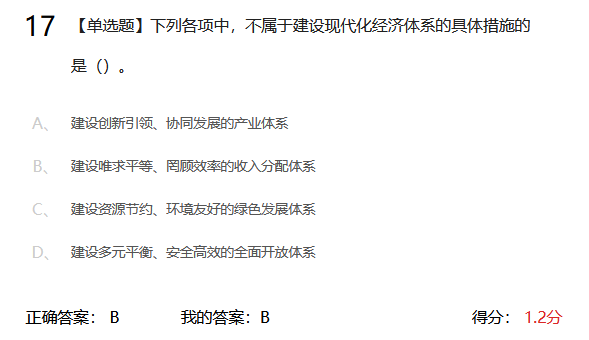 17 【单选题】下列各项中，不属于建设现代化经济体系的具体措施的
是（）。
A、 建设创新引领、协同发展的产业体系
B、 建设唯求平等、罔顾效率的收入分配体系
C、 建设资源节约、环境友好的绿色发展体系
D、 建设多元平衡、安全高效的全面开放体系
正确答案： B 我的答案：B 得分： 1.2分